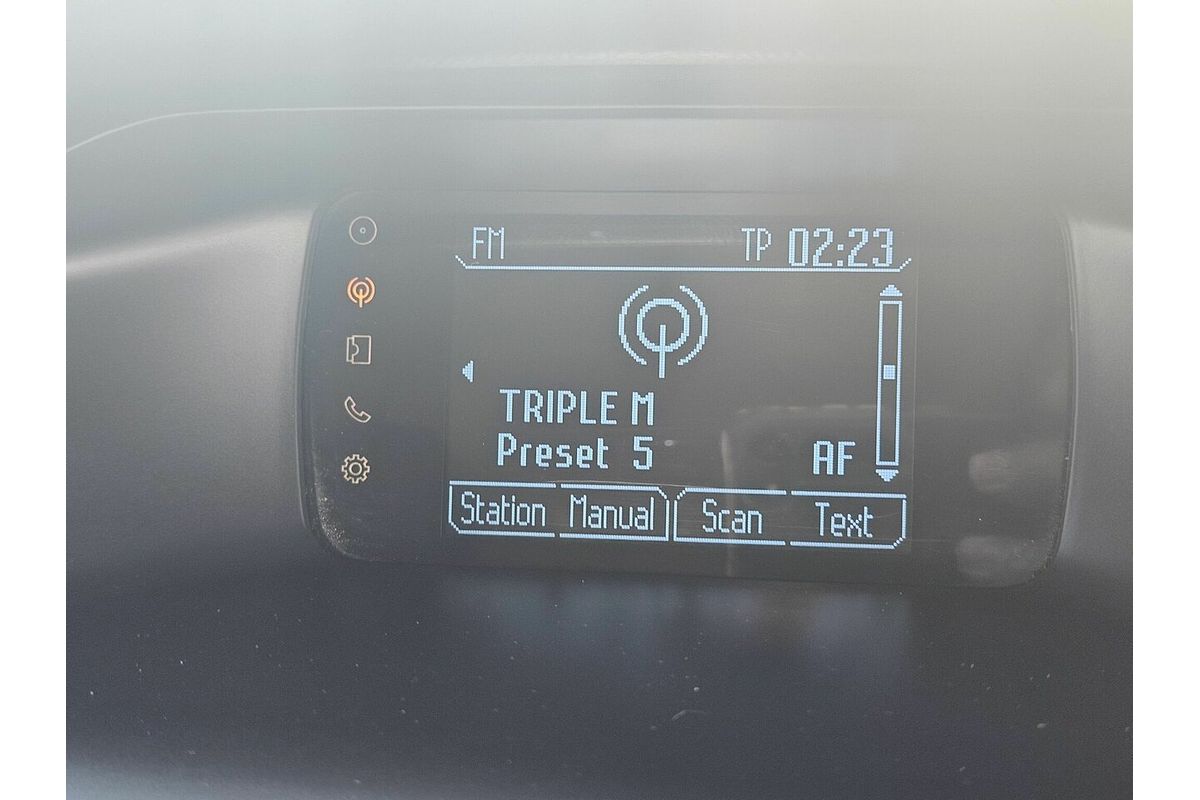 FM TP 02:23
TRIPLE M
Preset 5 AF
Station Manual Scan Text